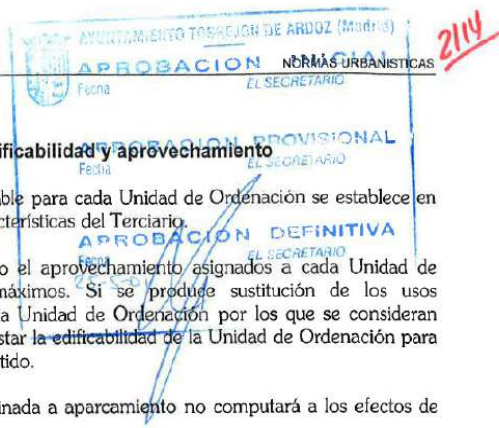 AYUNTAMIENTO TORREJON DE ARDOZ (Madrid)
2114
APROBACION INICIAL
NORMAS URBANISTICAS
Fecha EL SECRETARIO
APROBACION PROVISIONAL
ificabilidad y aprovechamiento
Fecha EL SECRETARIO
ble para cada Unidad de Ordenación se establece en
cterísticas del Terciario.
APROBACION DEFINITIVA
Fecha EL SECRETARIO
o el aprovechamiento asignados a cada Unidad de
máximos. Si se produce sustitución de los usos
a Unidad de Ordenación por los que se consideran
star la edificabilidad de la Unidad de Ordenación para
tido.
inada a aparcamiento no computará a los efectos de